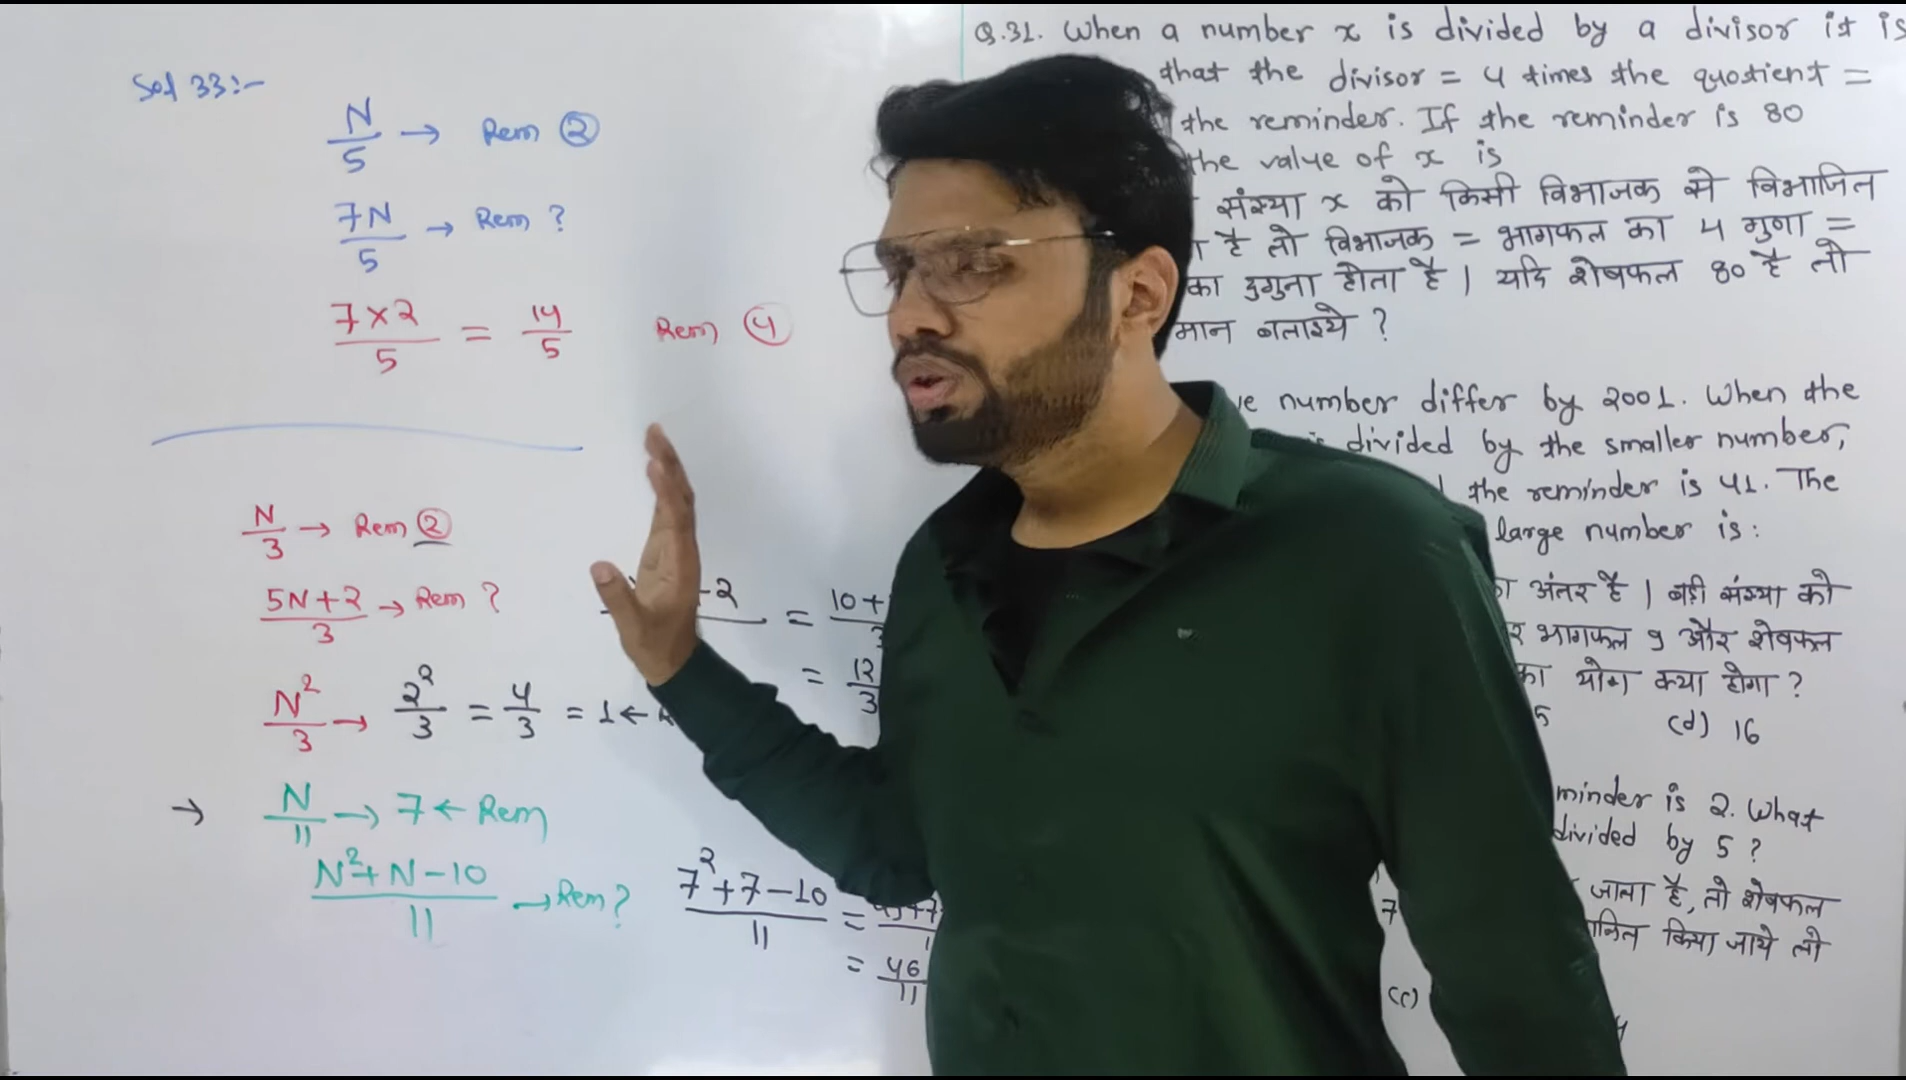 Sol 33:-
N/5 → Rem 2
7N/5 → Rem ?
7×2/5 = 14/5 Rem 4
N/3 → Rem 2
5N+2/3 → Rem ?
-2 = 10+
= 12/3
N²/3 → 2²/3 = 4/3 = 1 ←
→ N/11 → 7 ← Rem
N²+N-10/11 → Rem ?
7²+7-10/11 =
= 46/11
Q.31. When a number x is divided by a divisor it is
that the divisor = 4 times the quotient =
the reminder. If the reminder is 80
the value of x is
संख्या x को किसी विभाजक से विभाजित
है तो विभाजक = भागफल का 4 गुणा =
का दुगुना होता है | यदि शेषफल 80 है तो
मान बताइये ?
number differ by 2001. When the
divided by the smaller number,
the reminder is 41. The
large number is:
अंतर है | बड़ी संख्या को
भागफल 9 और शेषफल
का योग क्या होगा ?
5 (d) 16
minder is 2. What
divided by 5 ?
जाता है, तो शेषफल
7 किया जाये तो
(c)